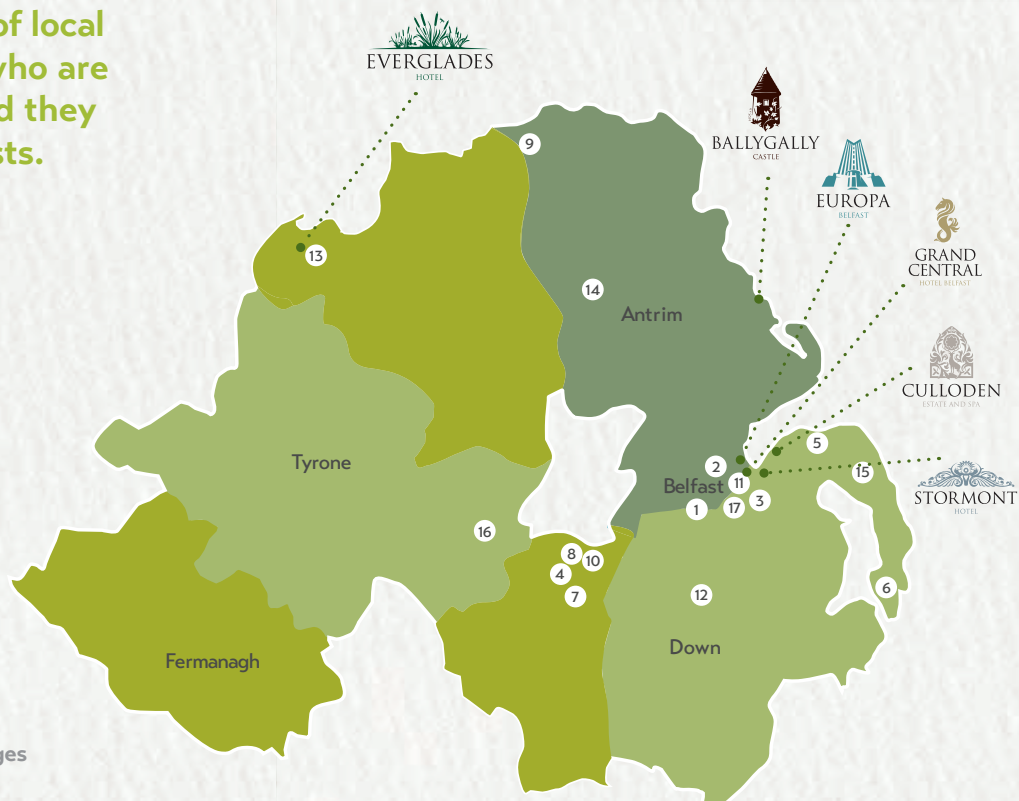 of local
who are
d they
sts.
EVERGLADES
HOTEL
BALLYGALLY
CASTLE
EUROPA
BELFAST
GRAND
CENTRAL
HOTEL BELFAST
CULLODEN
ESTATE AND SPA
STORMONT
HOTEL
9
13
14
Antrim
Tyrone
5
2
15
Belfast
11
3
1
17
16
8
10
4
7
12
6
Down
Fermanagh
ges